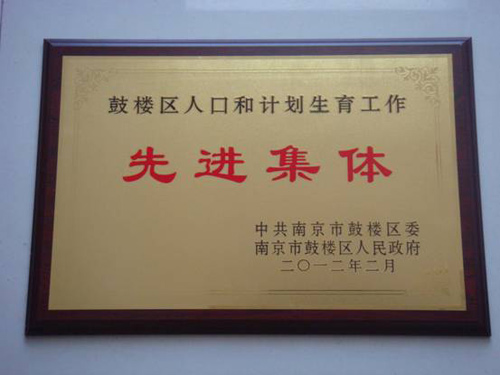 鼓楼区人口和计划生育工作
先进集体
中共南京市鼓楼区委
南京市鼓楼区人民政府
二〇一二年二月